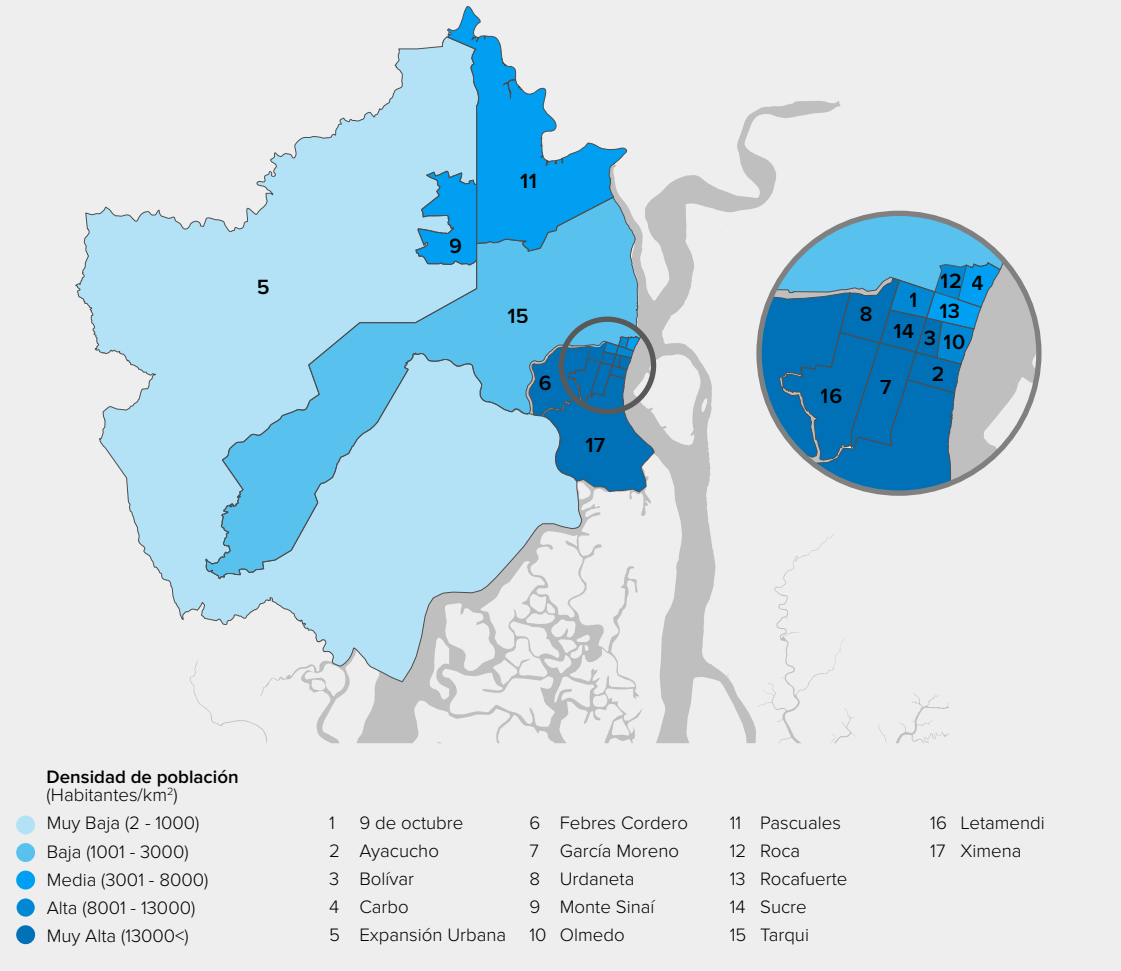 11
9
5
15
6
17
12
4
1
13
8
14
3
10
2
7
16
Densidad de población
(Habitantes/km²)
Muy Baja (2 - 1000)
Baja (1001 - 3000)
Media (3001 - 8000)
Alta (8001 - 13000)
Muy Alta (13000<)
1 9 de octubre
2 Ayacucho
3 Bolívar
4 Carbo
5 Expansión Urbana
6 Febres Cordero
7 García Moreno
8 Urdaneta
9 Monte Sinaí
10 Olmedo
11 Pascuales
12 Roca
13 Rocafuerte
14 Sucre
15 Tarqui
16 Letamendi
17 Ximena